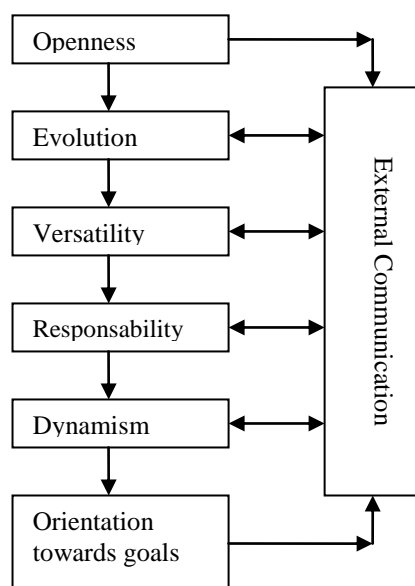 Openness
Evolution
Versatility
Responsability
Dynamism
Orientation
towards goals
External Communication